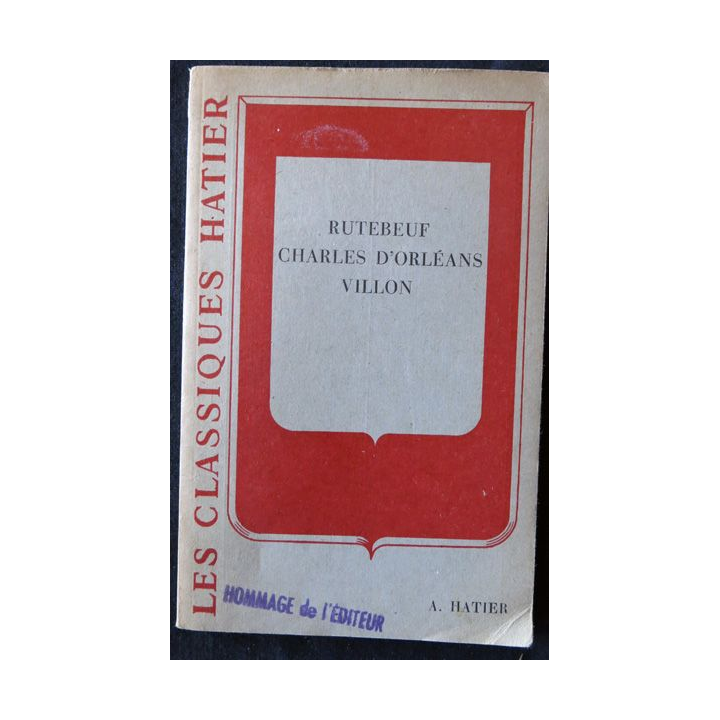 LES CLASSIQUES HATIER
RUTEBEUF
CHARLES D'ORLÉANS
VILLON
HOMMAGE de l'ÉDITEUR
A. HATIER